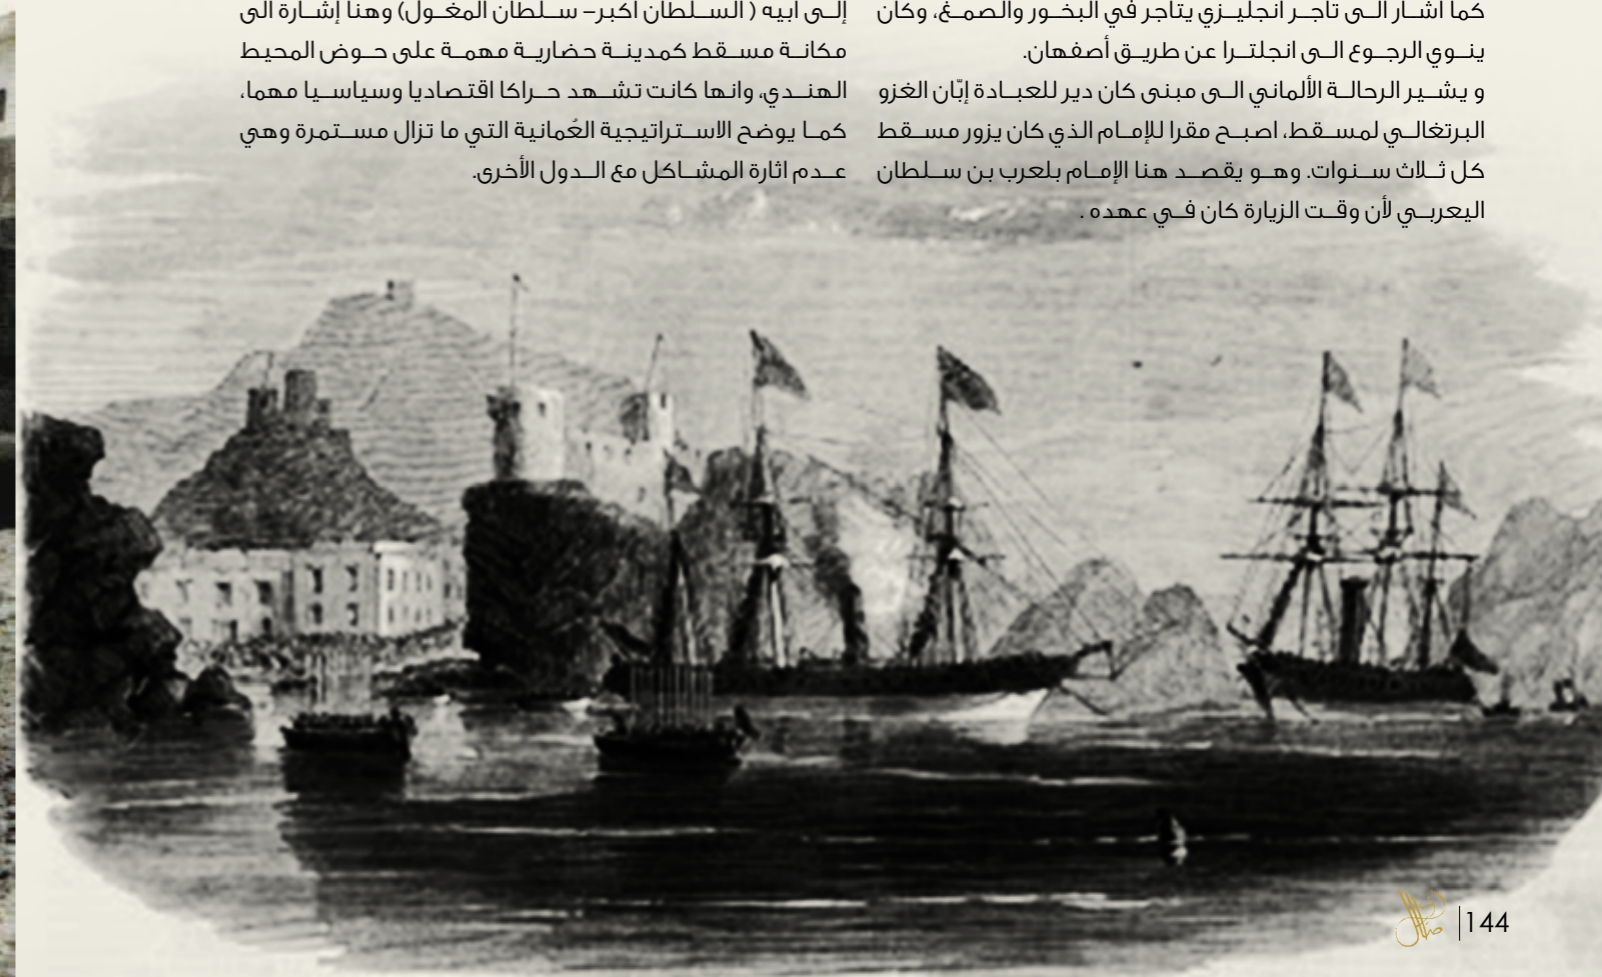 كما أشار الى تاجر انجليزي يتاجر في البخور والصمغ، وكان
ينوي الرجوع الى انجلترا عن طريق أصفهان.
و يشير الرحالة الألماني الى مبنى كان دير للعبادة إبّان الغزو
البرتغالي لمسقط، اصبح مقرا للإمام الذي كان يزور مسقط
كل ثلاث سنوات. وهو يقصد هنا الإمام بلعرب بن سلطان
اليعربي لأن وقت الزيارة كان في عهده .
إلى أبيه ( السلطان أكبر– سلطان المغول) وهنا إشارة الى
مكانة مسقط كمدينة حضارية مهمة على حوض المحيط
الهندي، وانها كانت تشهد حراكا اقتصاديا وسياسيا مهما،
كما يوضح الاستراتيجية العُمانية التي ما تزال مستمرة وهي
عدم اثارة المشاكل مع الدول الأخرى.
144